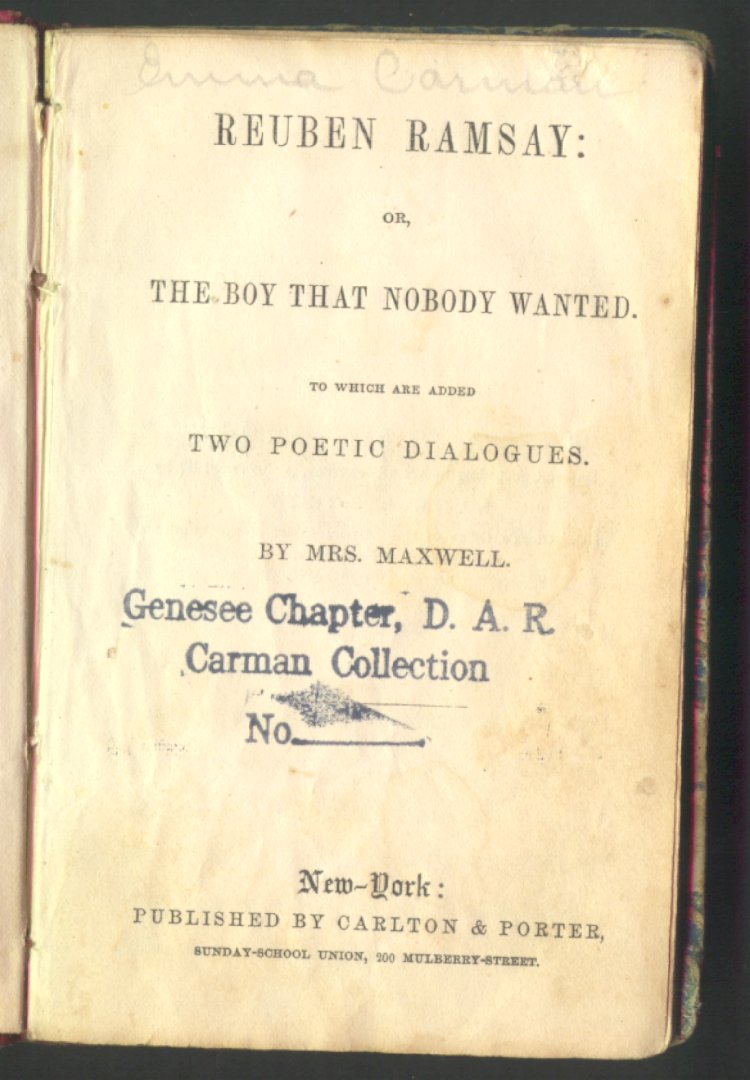 Emma Carman
REUBEN RAMSAY:
OR,
THE BOY THAT NOBODY WANTED.
TO WHICH ARE ADDED
TWO POETIC DIALOGUES.
BY MRS. MAXWELL.
Genesee Chapter, D. A. R.
Carman Collection
No.
New-York:
PUBLISHED BY CARLTON & PORTER,
SUNDAY-SCHOOL UNION, 200 MULBERRY-STREET.